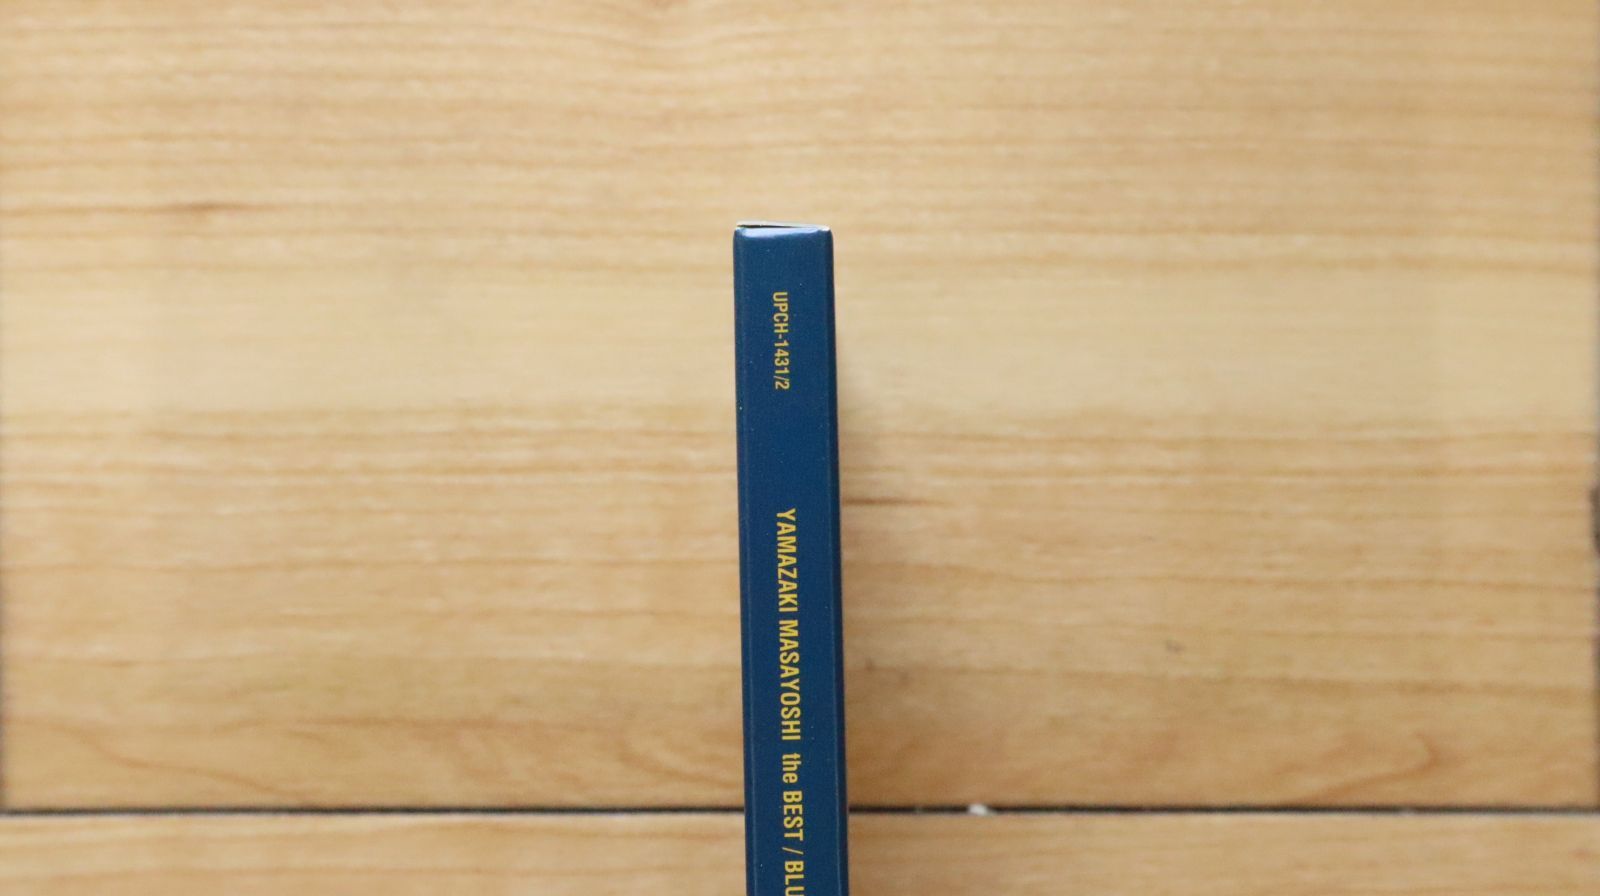 UPCH-1431/2
YAMAZAKI MASAYOSHI the BEST / BLU